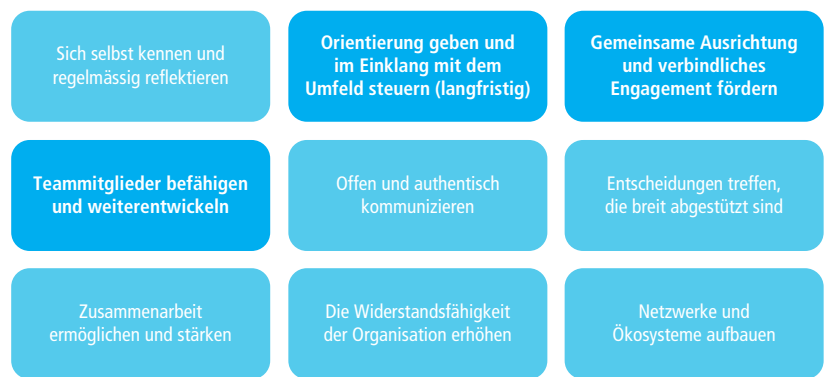 Sich selbst kennen und
regelmässig reflektieren
Orientierung geben und
im Einklang mit dem
Umfeld steuern (langfristig)
Gemeinsame Ausrichtung
und verbindliches
Engagement fördern
Teammitglieder befähigen
und weiterentwickeln
Offen und authentisch
kommunizieren
Entscheidungen treffen,
die breit abgestützt sind
Zusammenarbeit
ermöglichen und stärken
Die Widerstandsfähigkeit
der Organisation erhöhen
Netzwerke und
Ökosysteme aufbauen